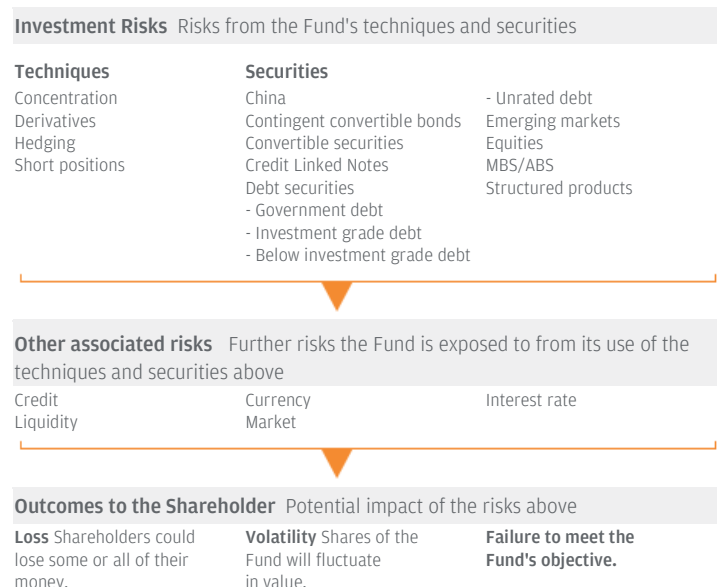 Investment Risks Risks from the Fund's techniques and securities
Techniques
Concentration
Derivatives
Hedging
Short positions
Securities
China
Contingent convertible bonds
Convertible securities
Credit Linked Notes
Debt securities
- Government debt
- Investment grade debt
- Below investment grade debt
- Unrated debt
Emerging markets
Equities
MBS/ABS
Structured products
Other associated risks Further risks the Fund is exposed to from its use of the
techniques and securities above
Credit
Liquidity
Currency
Market
Interest rate
Outcomes to the Shareholder Potential impact of the risks above
Loss Shareholders could
lose some or all of their
money.
Volatility Shares of the
Fund will fluctuate
in value.
Failure to meet the
Fund's objective.